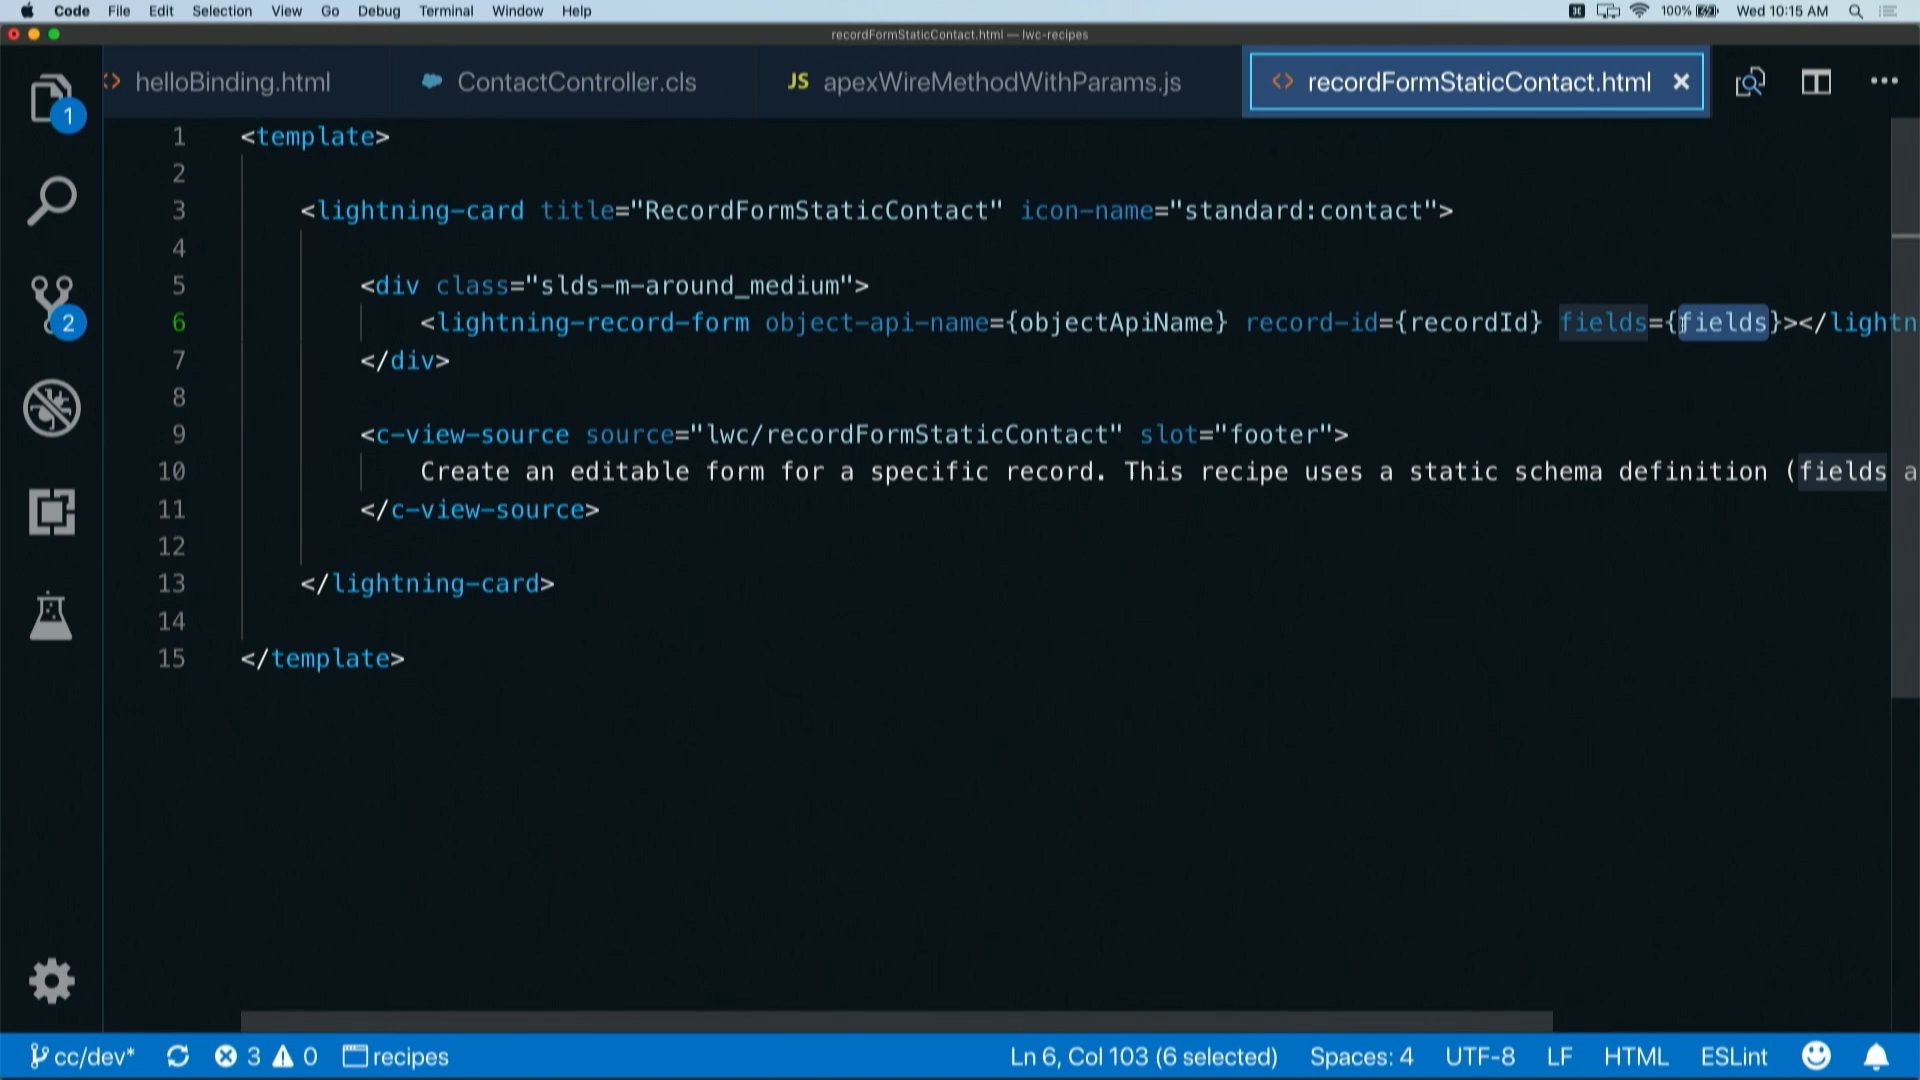 Code File Edit Selection View Go Debug Terminal Window Help 100% Wed 10:15 AM
recordFormStaticContact.html — lwc-recipes
helloBinding.html ContactController.cls JS apexWireMethodWithParams.js recordFormStaticContact.html
1 <template>
2
3 <lightning-card title="RecordFormStaticContact" icon-name="standard:contact">
4
5 <div class="slds-m-around_medium">
6 <lightning-record-form object-api-name={objectApiName} record-id={recordId} fields={fields}></lightn
7 </div>
8
9 <c-view-source source="lwc/recordFormStaticContact" slot="footer">
10 Create an editable form for a specific record. This recipe uses a static schema definition (fields a
11 </c-view-source>
12
13 </lightning-card>
14
15 </template>
1
2
cc/dev* 3 0 recipes Ln 6, Col 103 (6 selected) Spaces: 4 UTF-8 LF HTML ESLint